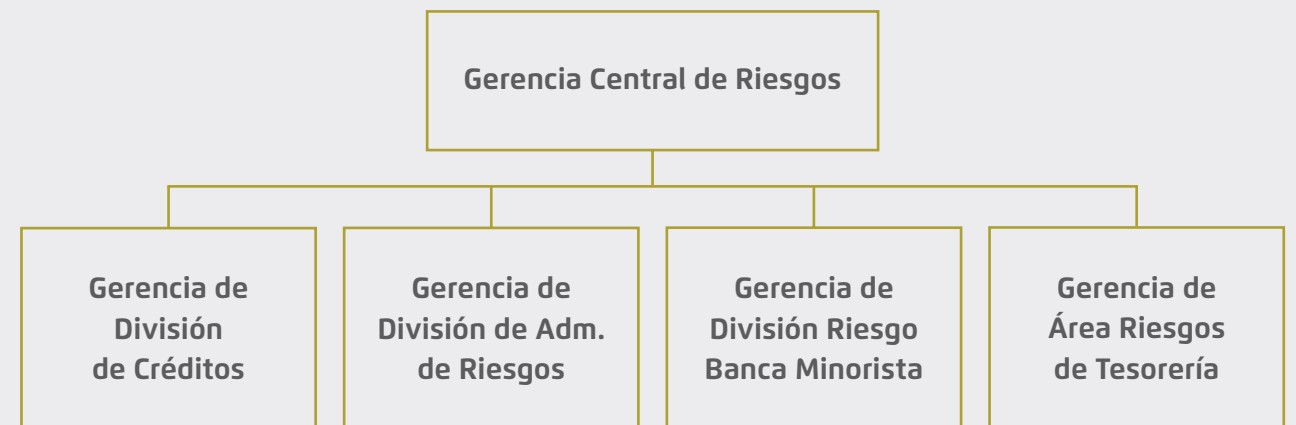 Gerencia Central de Riesgos
Gerencia de
División
de Créditos
Gerencia de
División de Adm.
de Riesgos
Gerencia de
División Riesgo
Banca Minorista
Gerencia de
Área Riesgos
de Tesorería